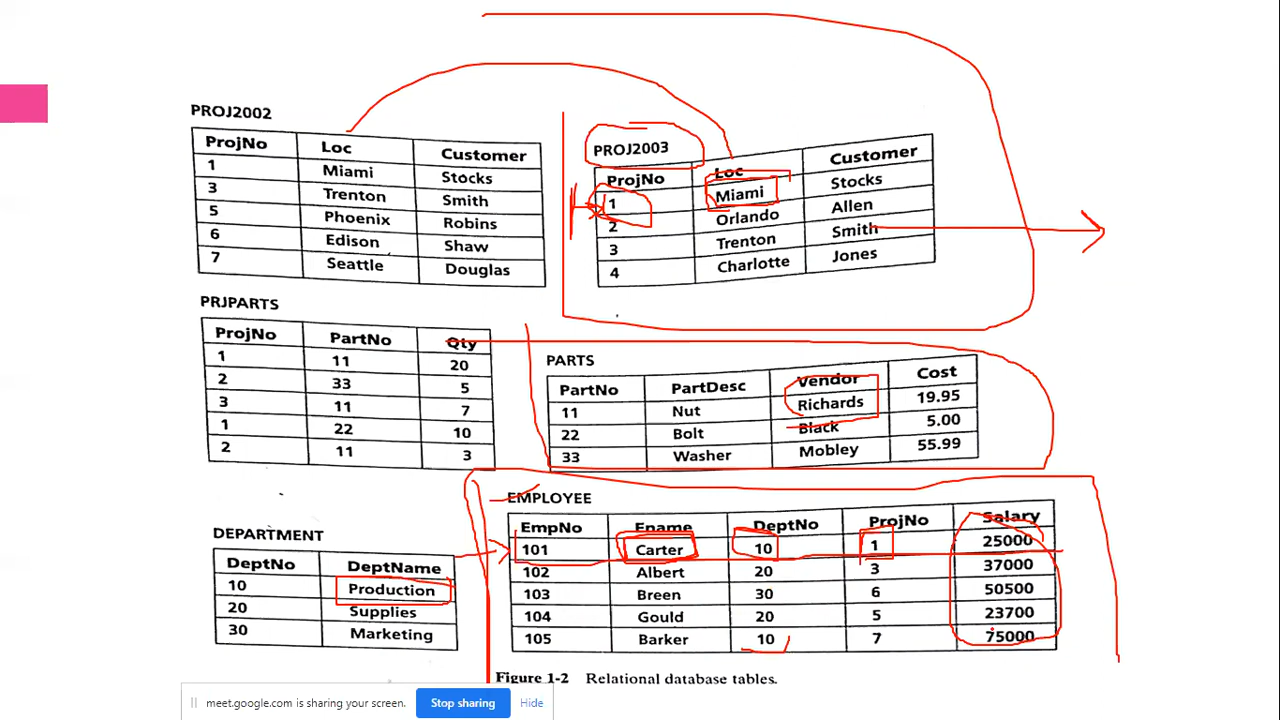 PROJ2002
ProjNo Loc Customer
1 Miami Stocks
3 Trenton Smith
5 Phoenix Robins
6 Edison Shaw
7 Seattle Douglas
PROJ2003
ProjNo Loc Customer
1 Miami Stocks
2 Orlando Allen
3 Trenton Smith
4 Charlotte Jones
PRJPARTS
ProjNo PartNo Qty
1 11 20
2 33 5
3 11 7
1 22 10
2 11 3
PARTS
PartNo PartDesc Vendor Cost
11 Nut Richards 19.95
22 Bolt Black 5.00
33 Washer Mobley 55.99
DEPARTMENT
DeptNo DeptName
10 Production
20 Supplies
30 Marketing
EMPLOYEE
EmpNo Ename DeptNo ProjNo Salary
101 Carter 10 1 25000
102 Albert 20 3 37000
103 Breen 30 6 50500
104 Gould 20 5 23700
105 Barker 10 7 75000
Figure 1-2 Relational database tables.
meet.google.com is sharing your screen. Stop sharing Hide